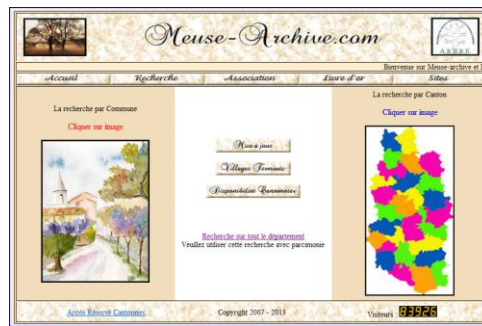 Meuse-Archive.com
ARBRE
Bienvenue sur Meuse-archive et
Accueil Recherche Association Livre d'or Sites
La recherche par Commune
Cliquer sur image
La recherche par Canton
Cliquer sur image
Mise à jour
Villages Terminés
Disponibilité Cantonnier
Recherche sur tout le département
Veuillez utiliser cette recherche avec parcimonie
Accès Réservé Cantonnier
Copyright 2007 - 2013
Visiteurs : 83926